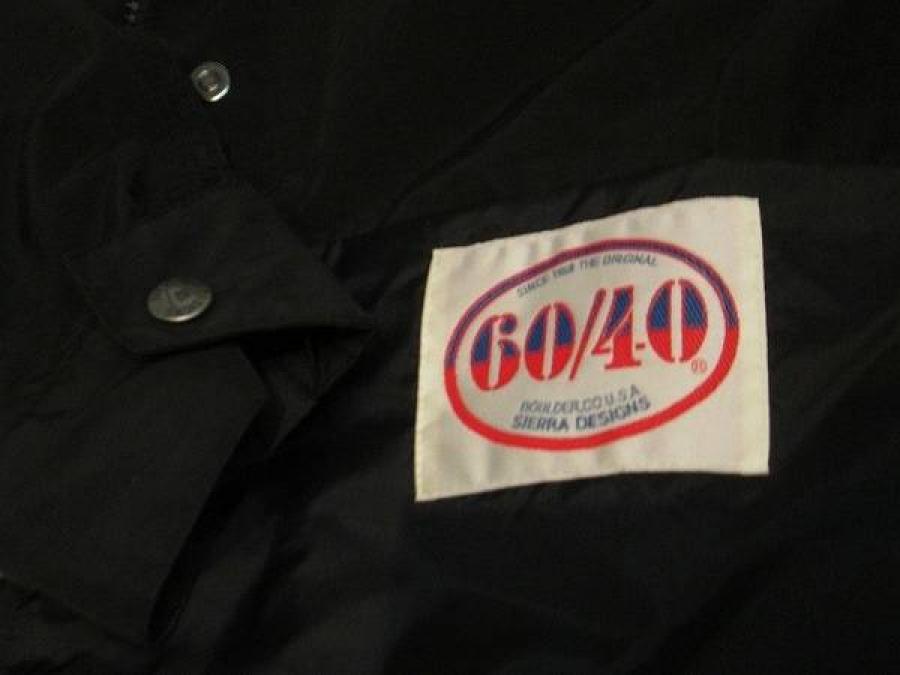 SINCE 1968 THE ORIGINAL
60/40
®
BOULDER, CO U.S.A
SIERRA DESIGNS